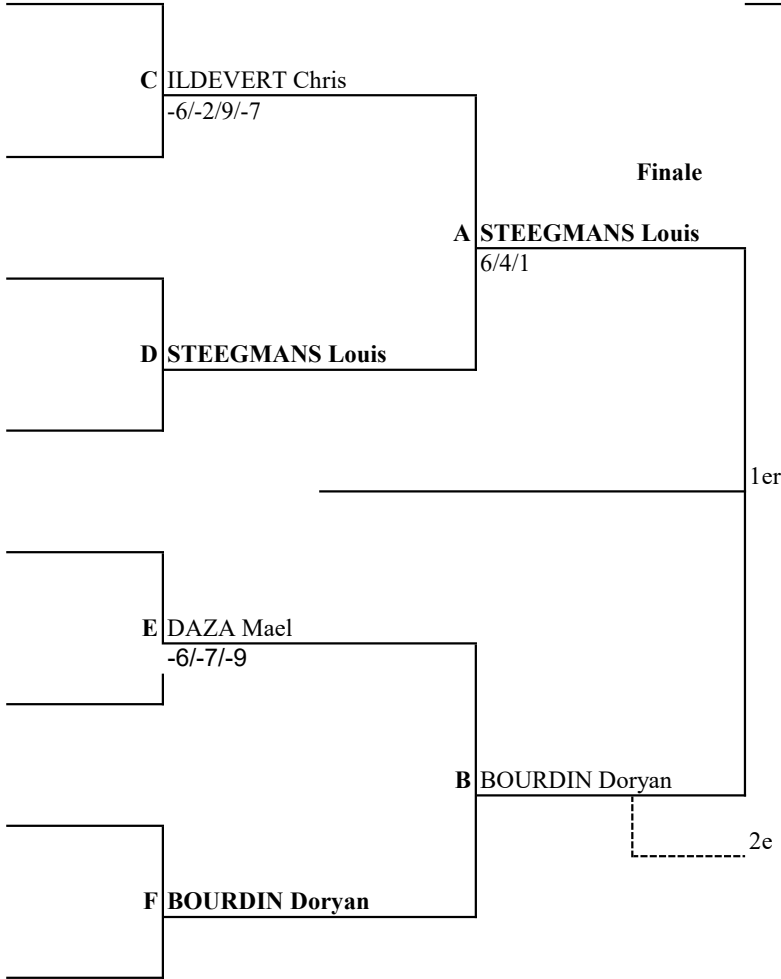 C ILDEVERT Chris
-6/-2/9/-7
Finale
A STEEGMANS Louis
6/4/1
D STEEGMANS Louis
1er
E DAZA Mael
-6/-7/-9
B BOURDIN Doryan
2e
F BOURDIN Doryan